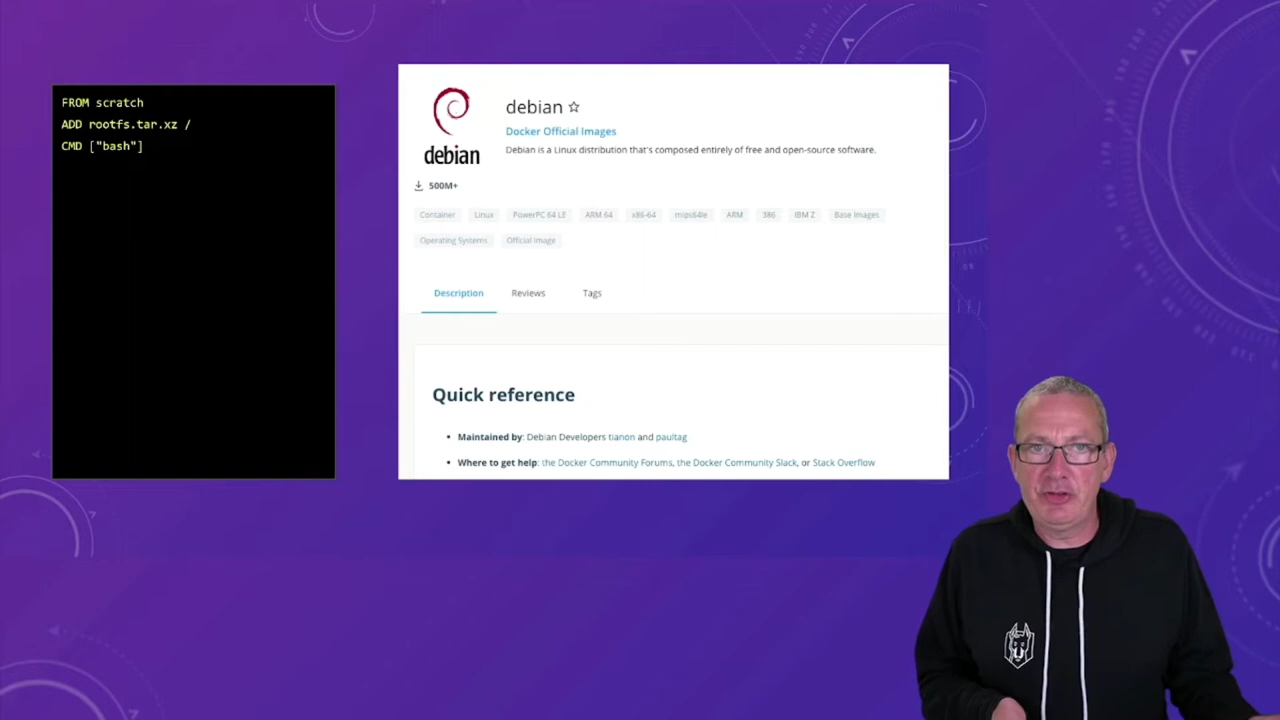 FROM scratch
ADD rootfs.tar.xz /
CMD ["bash"]
debian
debian
Docker Official Images
Debian is a Linux distribution that's composed entirely of free and open-source software.
500M+
Container Linux PowerPC 64 LE ARM 64 x86-64 mips64le ARM 386 IBM Z Base Images
Operating Systems Official Image
Description Reviews Tags
Quick reference
• Maintained by: Debian Developers tianon and paultag
• Where to get help: the Docker Community Forums, the Docker Community Slack, or Stack Overflow